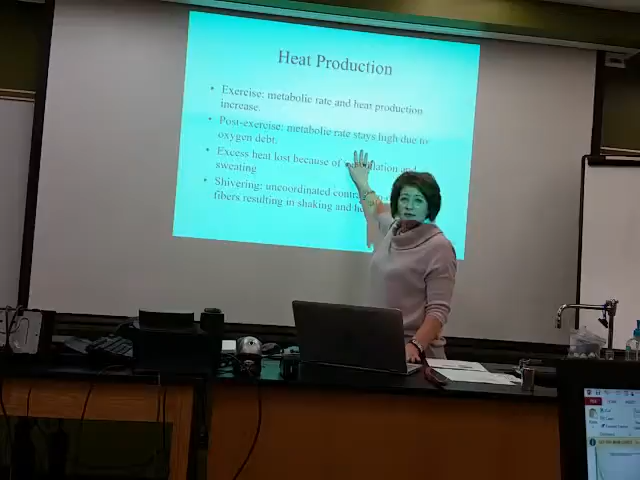 Heat Production
• Exercise: metabolic rate and heat production
increase.
• Post-exercise: metabolic rate stays high due to
oxygen debt.
• Excess heat lost because of and
sweating
• Shivering: uncoordinated
fibers resulting in shaking and